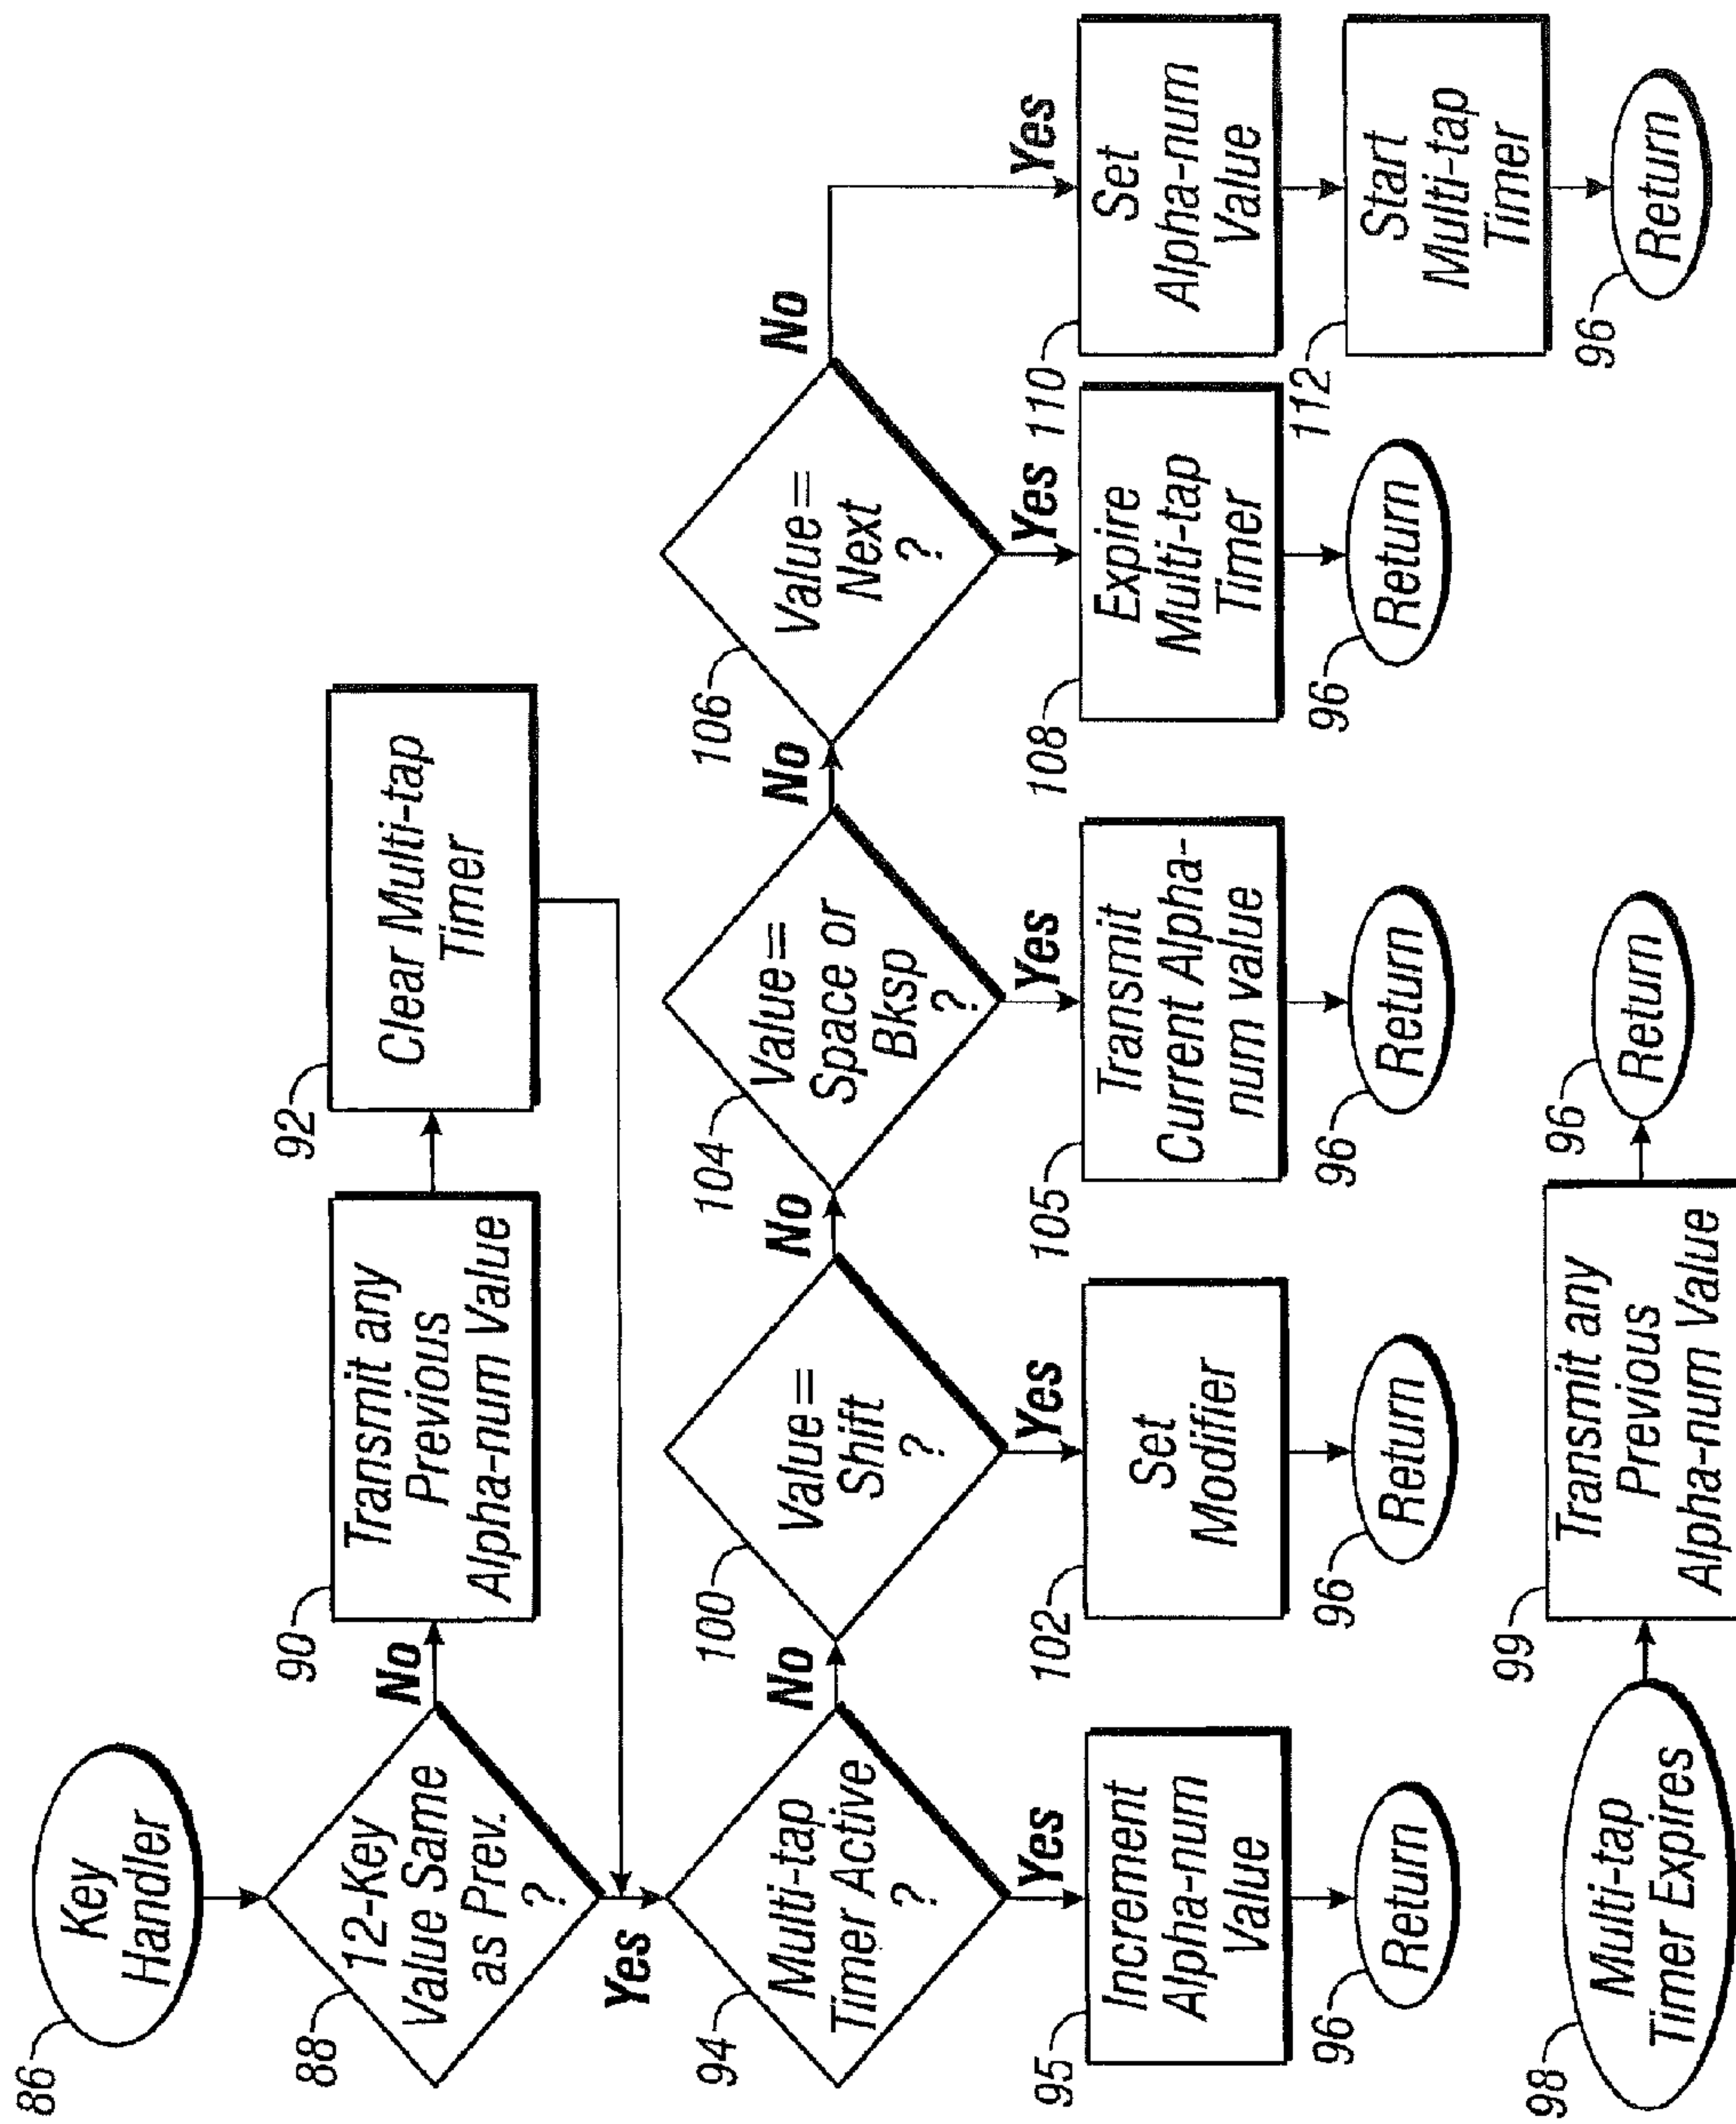 86
Key
Handler
88
12-Key
Value Same
as Prev.
?
No
Yes
90
Transmit any
Previous
Alpha-num Value
92
Clear Multi-tap
Timer
94
Multi-tap
Timer Active
?
No
Yes
95
Increment
Alpha-num
Value
96
Return
100
Value=
Shift
?
No
Yes
102
Set
Modifier
96
Return
104
Value=
Space or
Bksp
?
No
Yes
105
Transmit
Current Alpha-
num value
96
Return
106
Value=
Next
?
No
Yes
108
Expire
Multi-tap
Timer
96
Return
Yes
110
Set
Alpha-num
Value
112
Start
Multi-tap
Timer
96
Return
98
Multi-tap
Timer Expires
99
Transmit any
Previous
Alpha-num Value
96
Return